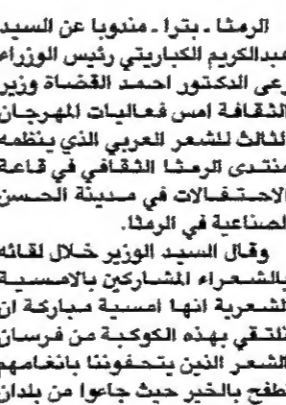 الرمثا ـ بترا ـ مندوبا عن السيد
عبدالكريم الكباريتي رئيس الوزراء
رعى الدكتور احمد القضاة وزير
الثقافة امس فعاليات المهرجان
الثالث للشعر العربي الذي ينظمه
منتدى الرمثا الثقافي في قاعة
الاحتفالات في مدينة الحسن
الصناعية في الرمثا.
وقال السيد الوزير خلال لقائه
بالشعراء المشاركين بالامسية
الشعرية انها امسية مباركة ان
نلتقي بهذه الكوكبة من فرسان
الشعر الذين يتحفوننا بانغامهم
تطفح بالخير حيث جاءوا من بلدان